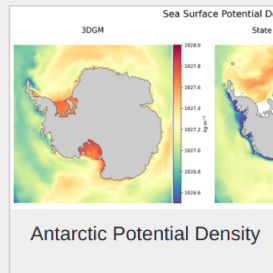 Sea Surface Potential D
3DGM
State
1028.0
1027.8
1027.6
1027.4
1027.2
1027.0
1026.8
1026.6
kg m⁻³
Antarctic Potential Density